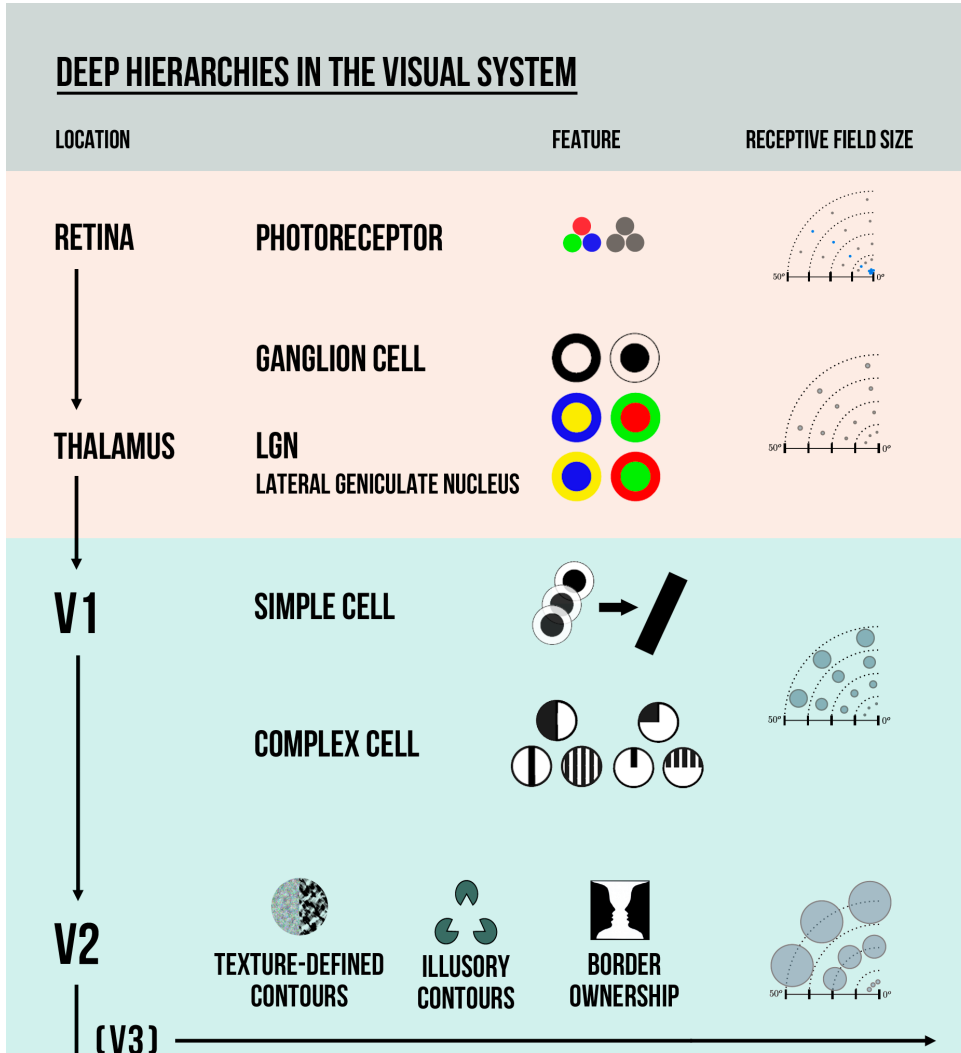 DEEP HIERARCHIES IN THE VISUAL SYSTEM
LOCATION
FEATURE
RECEPTIVE FIELD SIZE
RETINA
PHOTORECEPTOR
50°
0°
GANGLION CELL
THALAMUS
LGN
LATERAL GENICULATE NUCLEUS
50°
0°
V1
SIMPLE CELL
COMPLEX CELL
50°
0°
V2
TEXTURE-DEFINED
CONTOURS
ILLUSORY
CONTOURS
BORDER
OWNERSHIP
50°
0°
(V3)